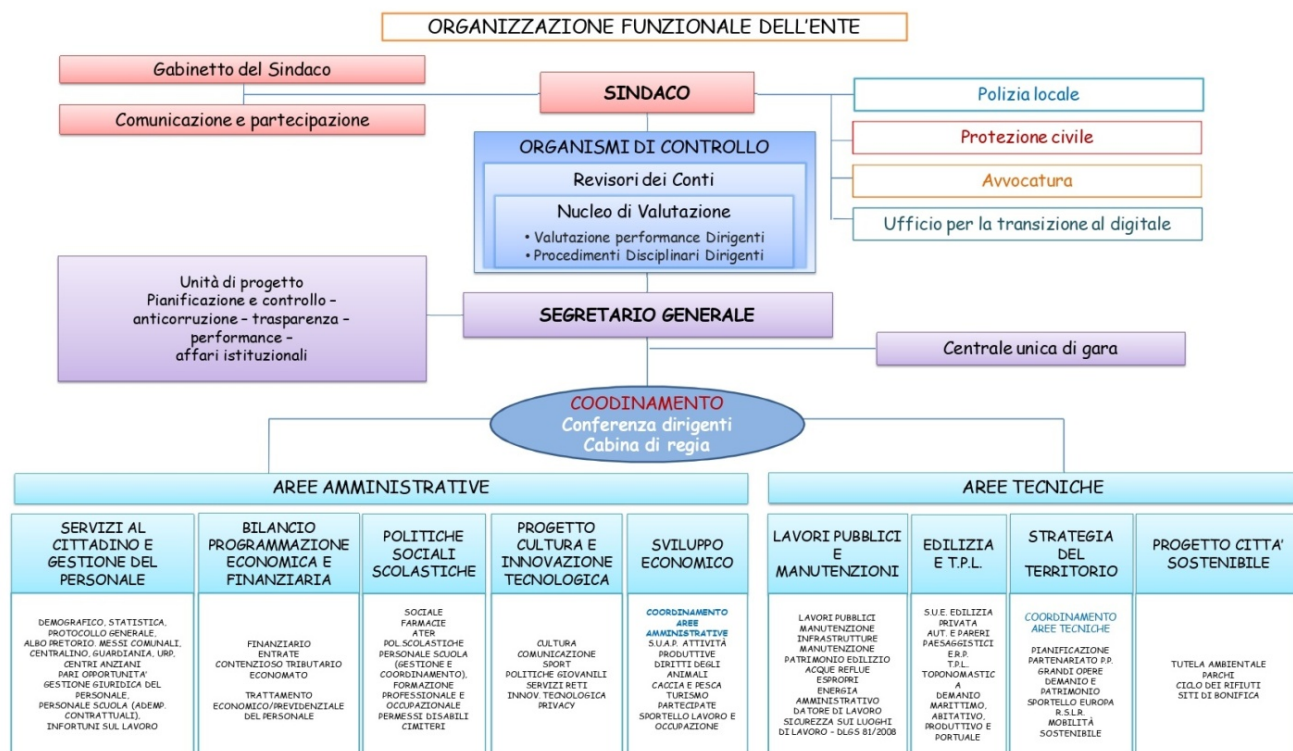 ORGANIZZAZIONE FUNZIONALE DELL'ENTE
Gabinetto del Sindaco
Comunicazione e partecipazione
SINDACO
Polizia locale
Protezione civile
Avvocatura
Ufficio per la transizione al digitale
ORGANISMI DI CONTROLLO
Revisori dei Conti
Nucleo di Valutazione
• Valutazione performance Dirigenti
• Procedimenti Disciplinari Dirigenti
Unità di progetto
Pianificazione e controllo –
anticorruzione – trasparenza –
performance –
affari istituzionali
SEGRETARIO GENERALE
Centrale unica di gara
COODINAMENTO
Conferenza dirigenti
Cabina di regia
AREE AMMINISTRATIVE
SERVIZI AL
CITTADINO E
GESTIONE DEL
PERSONALE
DEMOGRAFICO, STATISTICA,
PROTOCOLLO GENERALE,
ALBO PRETORIO. MESSI COMUNALI,
CENTRALINO, GUARDIANIA, URP,
CENTRI ANZIANI
PARI OPPORTUNITA'
GESTIONE GIURIDICA DEL
PERSONALE,
PERSONALE SCUOLA (ADEMP.
CONTRATTUALI),
INFORTUNI SUL LAVORO
BILANCIO
PROGRAMMAZIONE
ECONOMICA E
FINANZIARIA
FINANZIARIO
ENTRATE
CONTENZIOSO TRIBUTARIO
ECONOMATO
TRATTAMENTO
ECONOMICO/PREVIDENZIALE
DEL PERSONALE
POLITICHE
SOCIALI
SCOLASTICHE
SOCIALE
FARMACIE
ATER
POL.SCOLASTICHE
PERSONALE SCUOLA
(GESTIONE E
COORDINAMENTO),
FORMAZIONE
PROFESSIONALE E
OCCUPAZIONALE
PERMESSI DISABILI
CIMITERI
PROGETTO
CULTURA E
INNOVAZIONE
TECNOLOGICA
CULTURA
COMUNICAZIONE
SPORT
POLITICHE GIOVANILI
SERVIZI RETI
INNOV. TECNOLOGICA
PRIVACY
SVILUPPO
ECONOMICO
COORDINAMENTO
AREE
AMMINISTRATIVE
S.U.A.P. ATTIVITÀ
PRODUTTIVE
DIRITTI DEGLI
ANIMALI
CACCIA E PESCA
TURISMO
PARTECIPATE
SPORTELLO LAVORO E
OCCUPAZIONE
AREE TECNICHE
LAVORI PUBBLICI
E
MANUTENZIONI
LAVORI PUBBLICI
MANUTENZIONE
INFRASTRUTTURE
MANUTENZIONE
PATRIMONIO EDILIZIO
ACQUE REFLUE
ESPROPRI
ENERGIA
AMMINISTRATIVO
DATORE DI LAVORO
SICUREZZA SUI LUOGHI
DI LAVORO – DLGS 81/2008
EDILIZIA
E T.P.L.
S.U.E. EDILIZIA
PRIVATA
AUT. E PARERI
PAESAGGISTICI
E.R.P.
T.P.L.
TOPONOMASTIC
A
DEMANIO
MARITTIMO,
ABITATIVO,
PRODUTTIVO E
PORTUALE
STRATEGIA
DEL
TERRITORIO
COORDINAMENTO
AREE TECNICHE
PIANIFICAZIONE
PARTENARIATO P.P.
GRANDI OPERE
DEMANIO E
PATRIMONIO
SPORTELLO EUROPA
R.S.L.R.
MOBILITÀ
SOSTENIBILE
PROGETTO CITTA'
SOSTENIBILE
TUTELA AMBIENTALE
PARCHI
CICLO DEI RIFIUTI
SITI DI BONIFICA